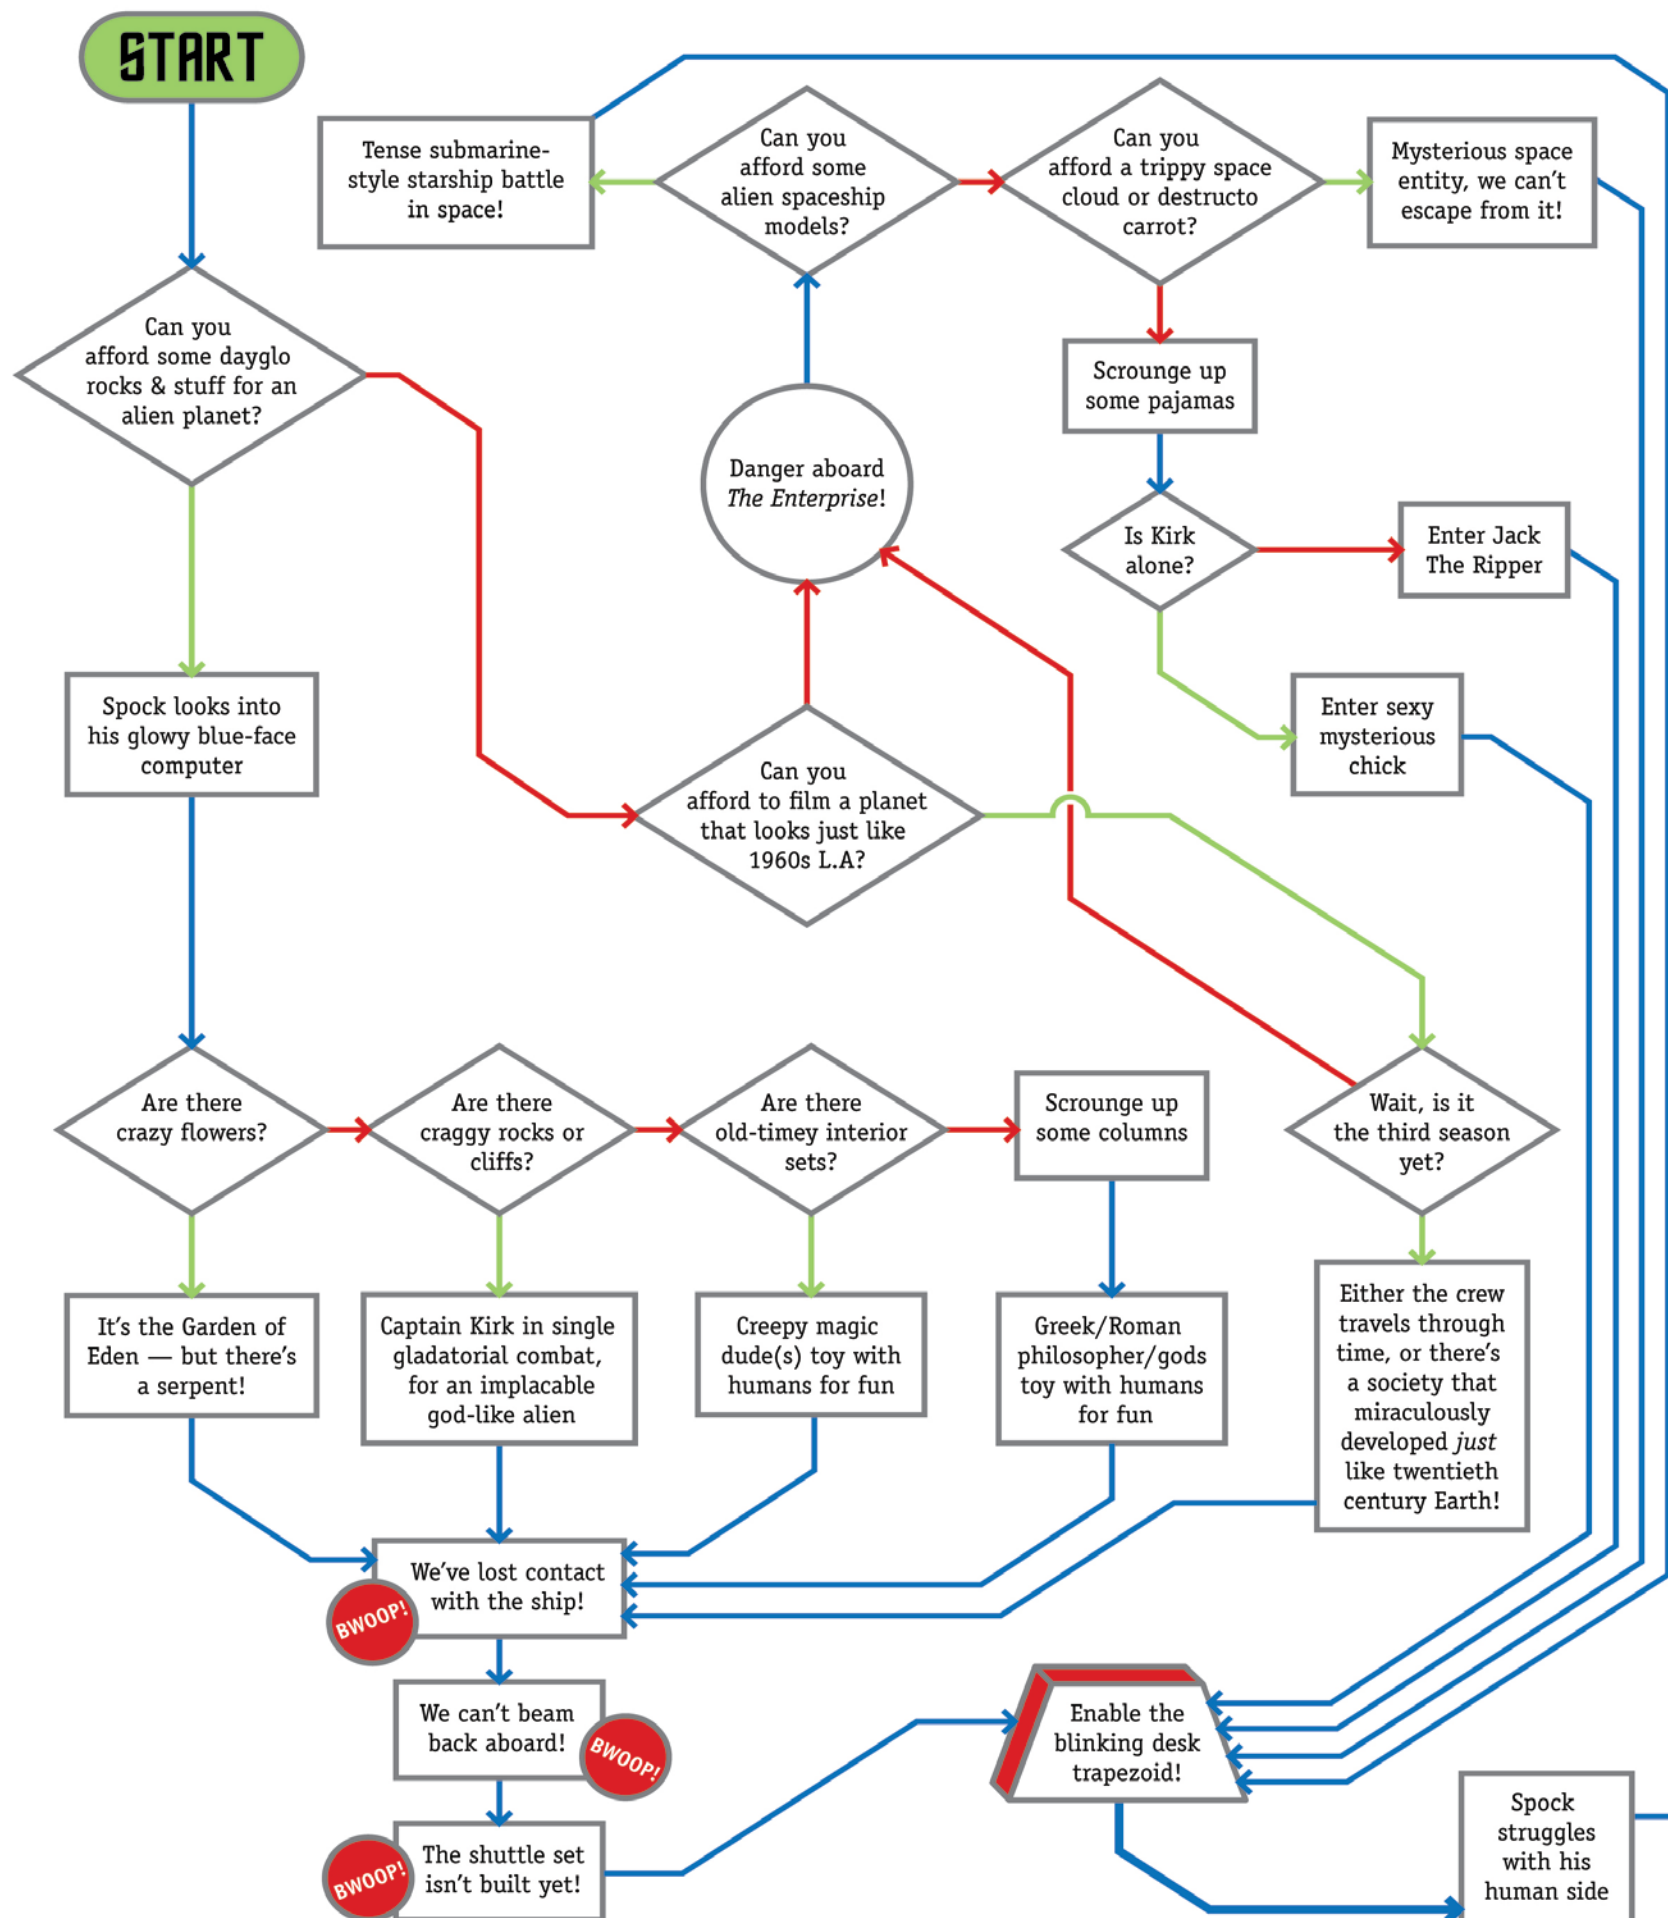 START
Tense submarine-
style starship battle
in space!
Can you
afford some
alien spaceship
models?
Can you
afford a trippy space
cloud or destructo
carrot?
Mysterious space
entity, we can't
escape from it!
Can you
afford some dayglo
rocks & stuff for an
alien planet?
Scrounge up
some pajamas
Danger aboard
The Enterprise!
Is Kirk
alone?
Enter Jack
The Ripper
Spock looks into
his glowy blue-face
computer
Enter sexy
mysterious
chick
Can you
afford to film a planet
that looks just like
1960s L.A?
Are there
crazy flowers?
Are there
craggy rocks or
cliffs?
Are there
old-timey interior
sets?
Scrounge up
some columns
Wait, is it
the third season
yet?
It's the Garden of
Eden — but there's
a serpent!
Captain Kirk in single
gladatorial combat,
for an implacable
god-like alien
Creepy magic
dude(s) toy with
humans for fun
Greek/Roman
philosopher/gods
toy with humans
for fun
Either the crew
travels through
time, or there's
a society that
miraculously
developed just
like twentieth
century Earth!
We've lost contact
with the ship!
BWOOP!
We can't beam
back aboard!
BWOOP!
Enable the
blinking desk
trapezoid!
The shuttle set
isn't built yet!
BWOOP!
Spock
struggles
with his
human side